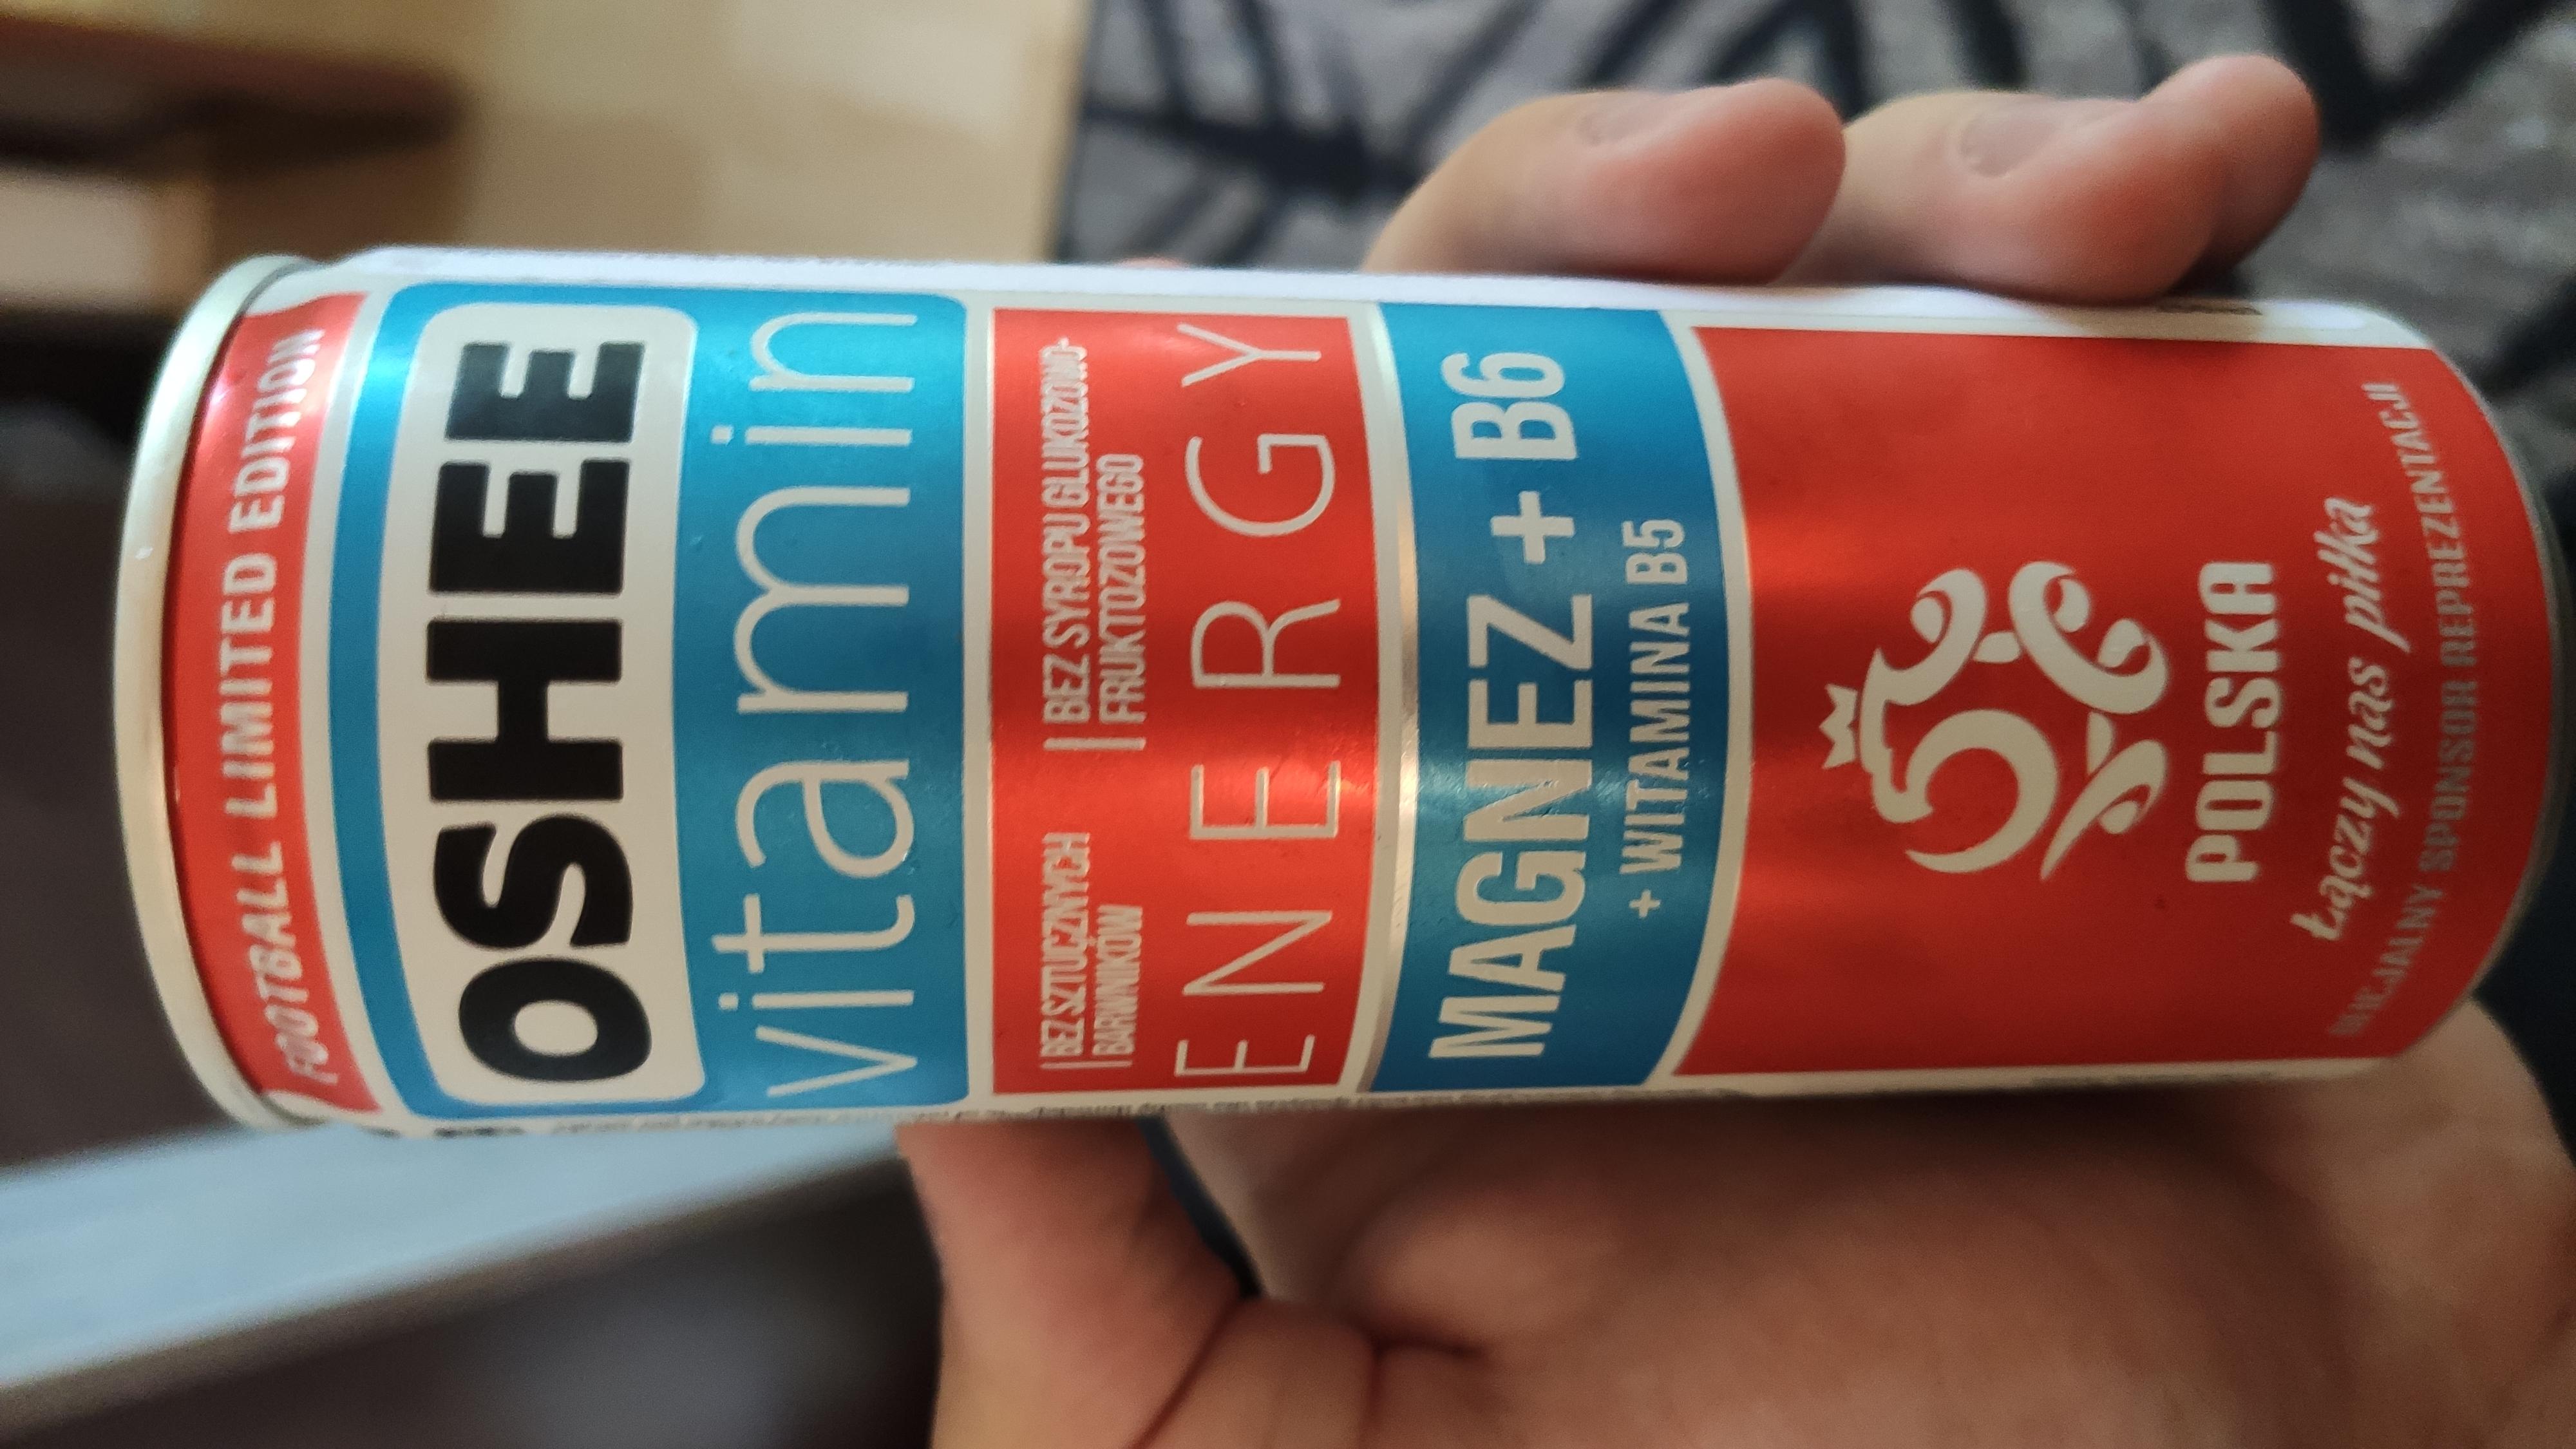 FOOTBALL LIMITED EDITION
OSHEE
vitamin
BEZ SZTUCZNYCH
BARWNIKÓW
BEZ SYROPU GLUKOZOWO-
FRUKTOZOWEGO
ENERGY
MAGNEZ + B6
+ WITAMINA B5
POLSKA
Łączy nas piłka
OFICJALNY SPONSOR REPREZENTACJI